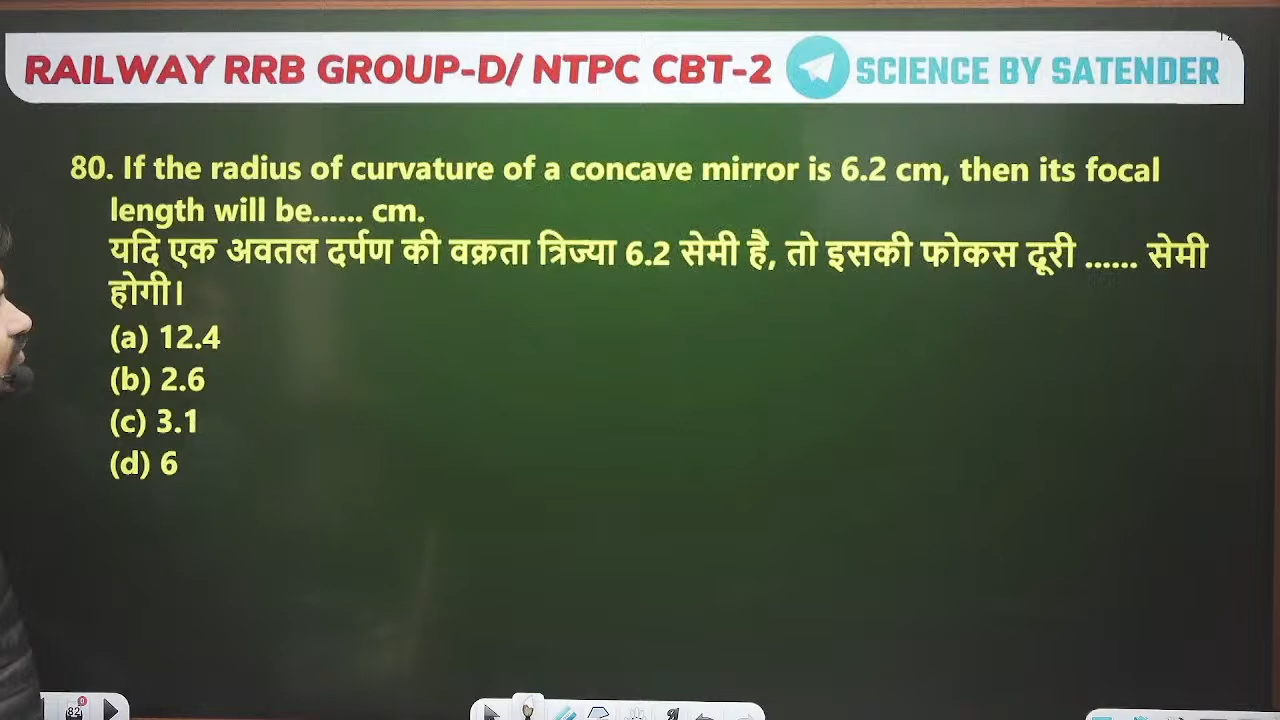 RAILWAY RRB GROUP-D/ NTPC CBT-2 SCIENCE BY SATENDER
80. If the radius of curvature of a concave mirror is 6.2 cm, then its focal
length will be...... cm.
यदि एक अवतल दर्पण की वक्रता त्रिज्या 6.2 सेमी है, तो इसकी फोकस दूरी ...... सेमी
होगी।
(a) 12.4
(b) 2.6
(c) 3.1
(d) 6
82